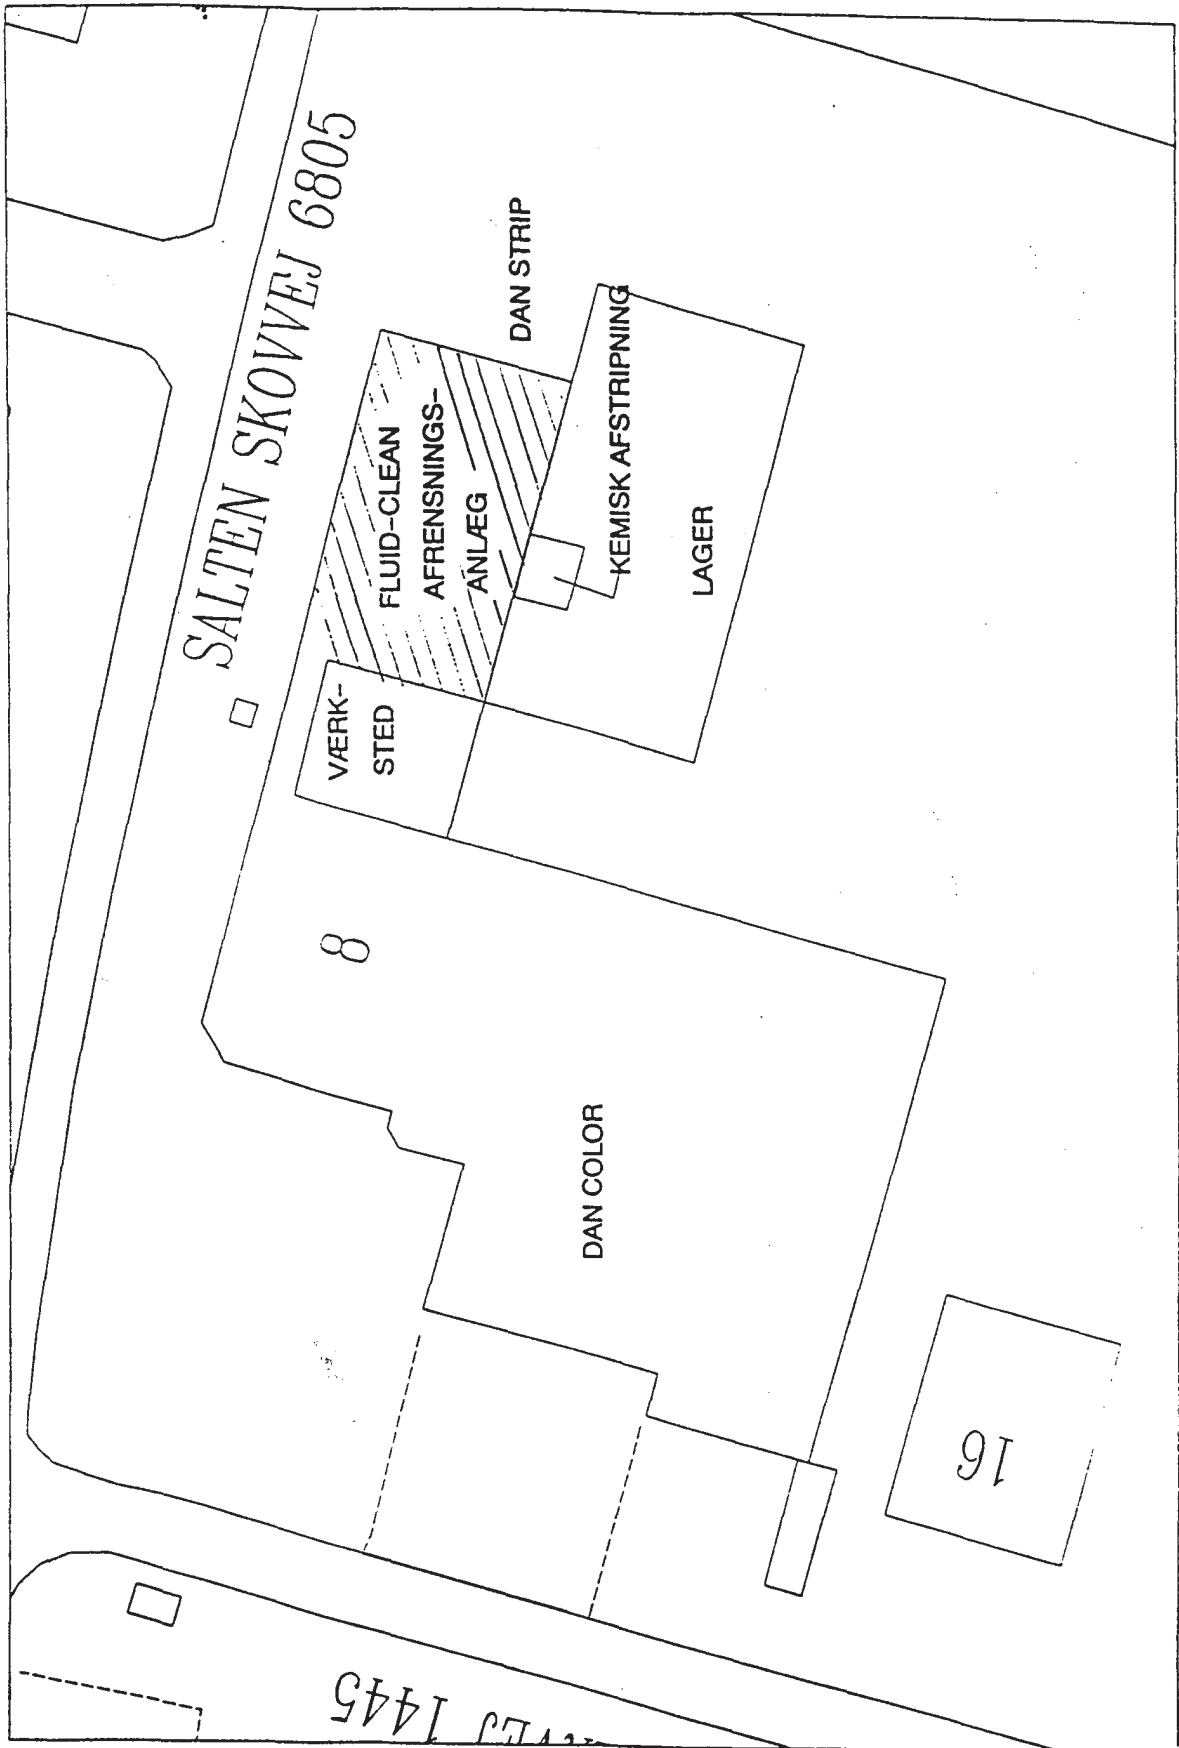 SALTEN SKOVVEJ 6805
DAN STRIP
FLUID-CLEAN
AFRENSNINGS-
ANLÆG
KEMISK AFSTRIPNING
LAGER
VÆRK-
STED
8
DAN COLOR
16
VEJ 1445